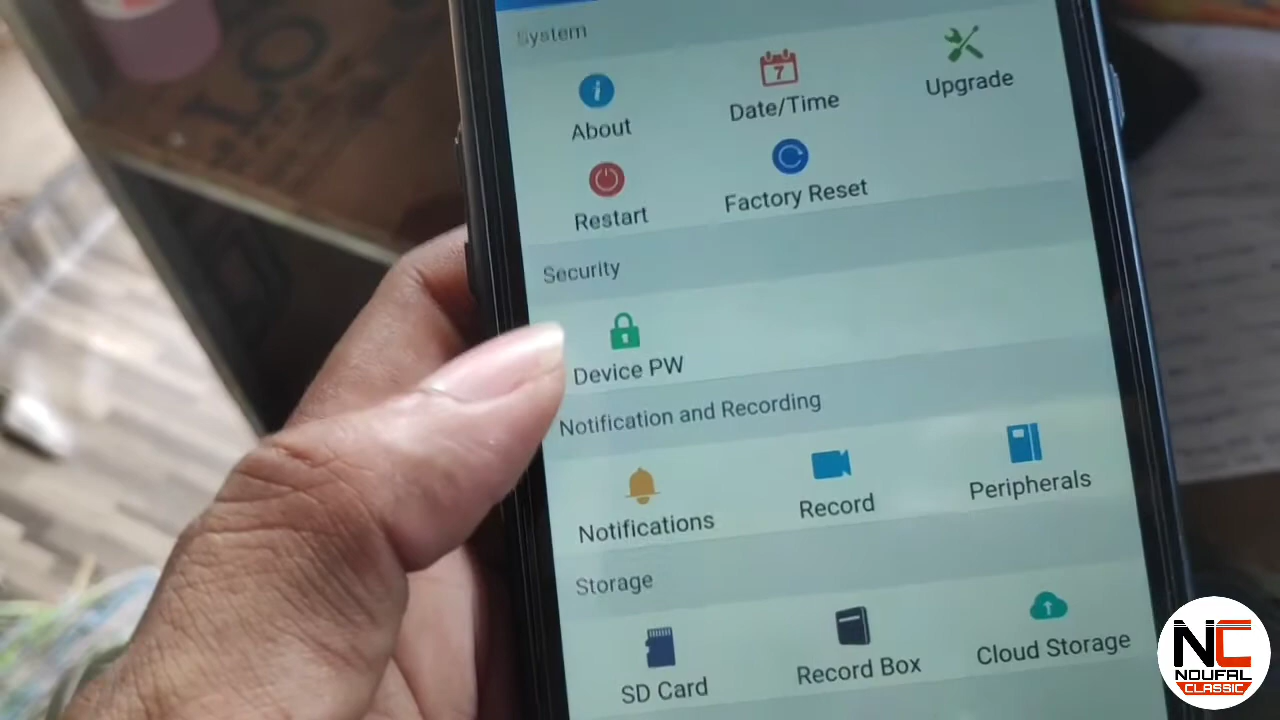 System
About
7
Date/Time
Upgrade
Restart
Factory Reset
Security
Device PW
Notification and Recording
Notifications
Record
Peripherals
Storage
SD Card
Record Box
Cloud Storage
NC
NOUFAL
CLASSIC